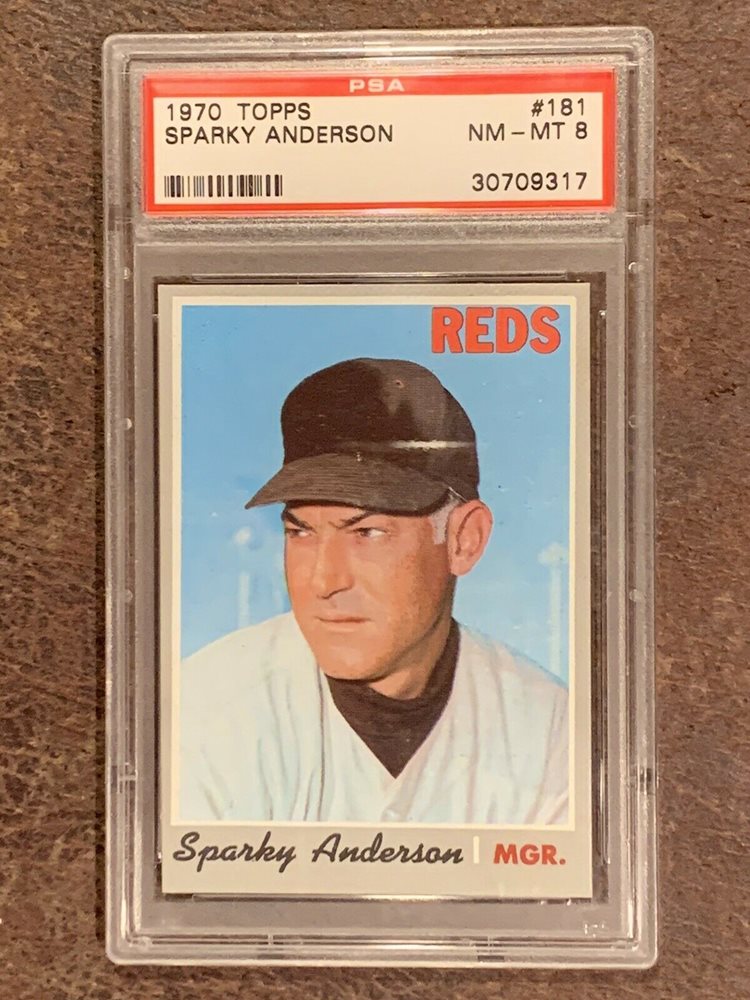 PSA
1970 TOPPS #181
SPARKY ANDERSON NM - MT 8
30709317
REDS
Sparky Anderson MGR.